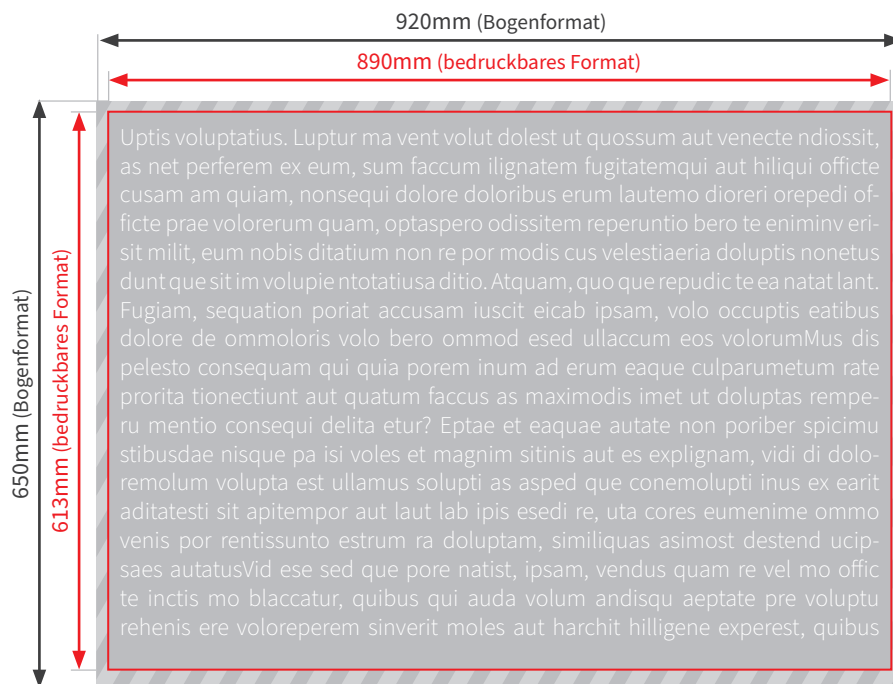 920mm (Bogenformat)
890mm (bedruckbares Format)
650mm (Bogenformat)
613mm (bedruckbares Format)
Uptis voluptatius. Luptur ma vent volut dolest ut quossum aut venecte ndiossit,
as net perferem ex eum, sum faccum ilignatem fugitatemqui aut hiliqui officte
cusam am quiam, nonsequi dolore doloribus erum lautemo dioreri orepedi of-
ficte prae volorerum quam, optaspero odissitem reperuntio bero te eniminv eri-
sit milit, eum nobis ditatium non re pormodis cus velestiaeria doluptis nonetus
dunt que sit im volupie ntotatiusa ditio. Atquam, quo que repudic te ea natat lant.
Fugiam, sequation poriat accusam iuscit eicab ipsam, volo occuptis eatibus
dolore de ommoloris volo bero ommod esed ullaccum eos volorumMus dis
pelesto consequam qui quia porem inum ad erum eaque culparumetum rate
prorita tionectiunt aut quatum faccus as maximodis imet ut doluptas rempe-
ru mentio consequi delita etur? Eptae et eaquae autate non poriber spicimu
stibusdae nisque pa isi voles et magnim sitinis aut es explignam, vidi di dolo-
remolum volupta est ullamus solupti as asped que conemolupti inus ex earit
aditatesti sit apitempor aut laut lab ipis esedi re, uta cores eumenime ommo
venis por rentissunto estrum ra doluptam, similiquas asimost destend ucip-
saes autatusVid ese sed que pore natist, ipsam, vendus quam re vel mo offic
te inctis mo blaccatur, quibus qui auda volum andisqu aeptate pre voluptu
rehenis ere voloreperem sinverit moles aut harchit hilligene experest, quibus